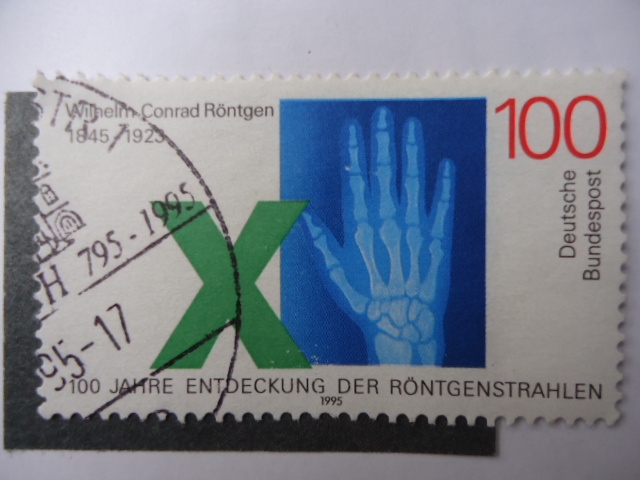 Wilhelm Conrad Röntgen
1845-1923
100
Deutsche
Bundespost
X
795-1995
95-17
100 JAHRE ENTDECKUNG DER RÖNTGENSTRAHLEN
1995